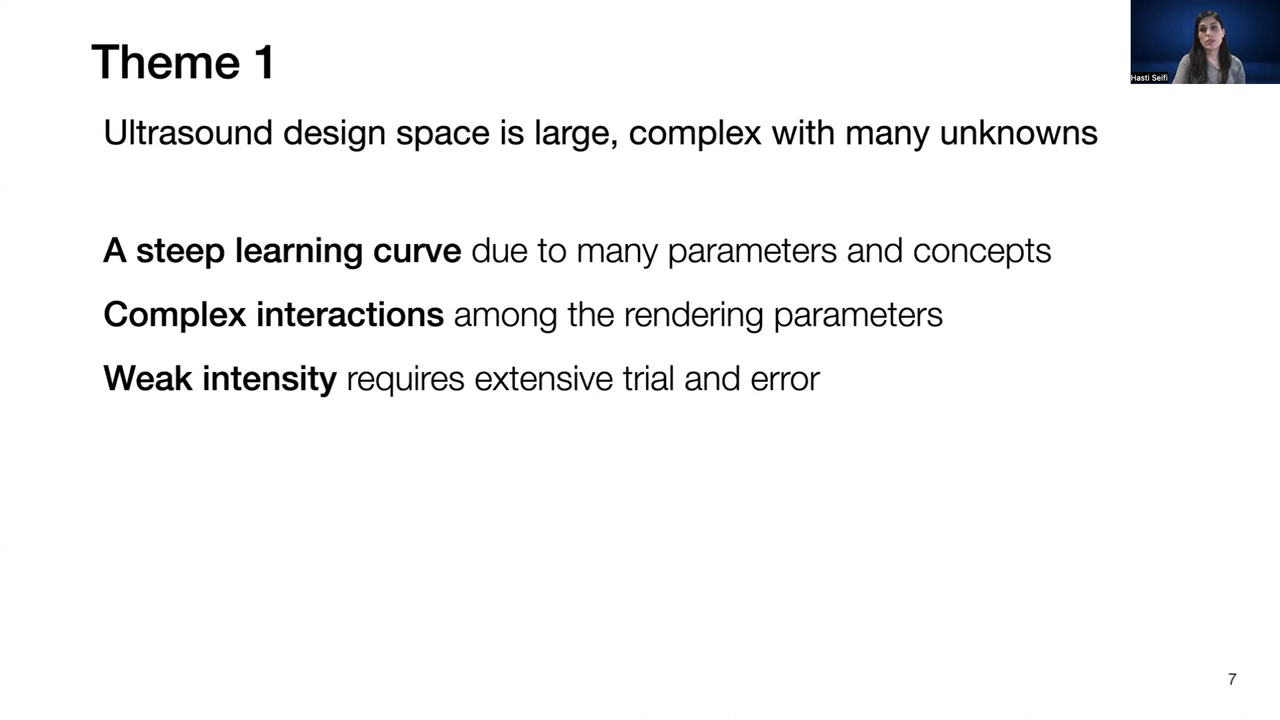 Theme 1
Hasti Seifi
Ultrasound design space is large, complex with many unknowns
A steep learning curve due to many parameters and concepts
Complex interactions among the rendering parameters
Weak intensity requires extensive trial and error
7